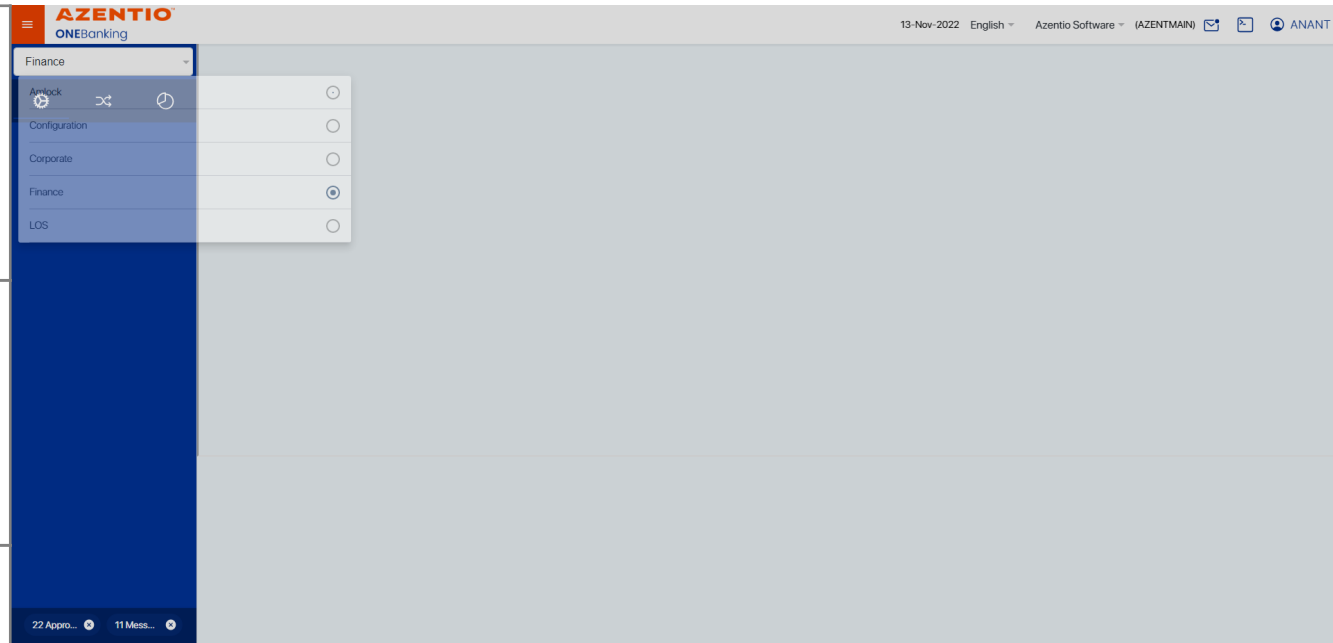 AZENTIO™
ONEBanking
13-Nov-2022 English Azentio Software (AZENTMAIN) ANANT
Finance
Amlock
Configuration
Corporate
Finance
LOS
22 Appro... 11 Mess...